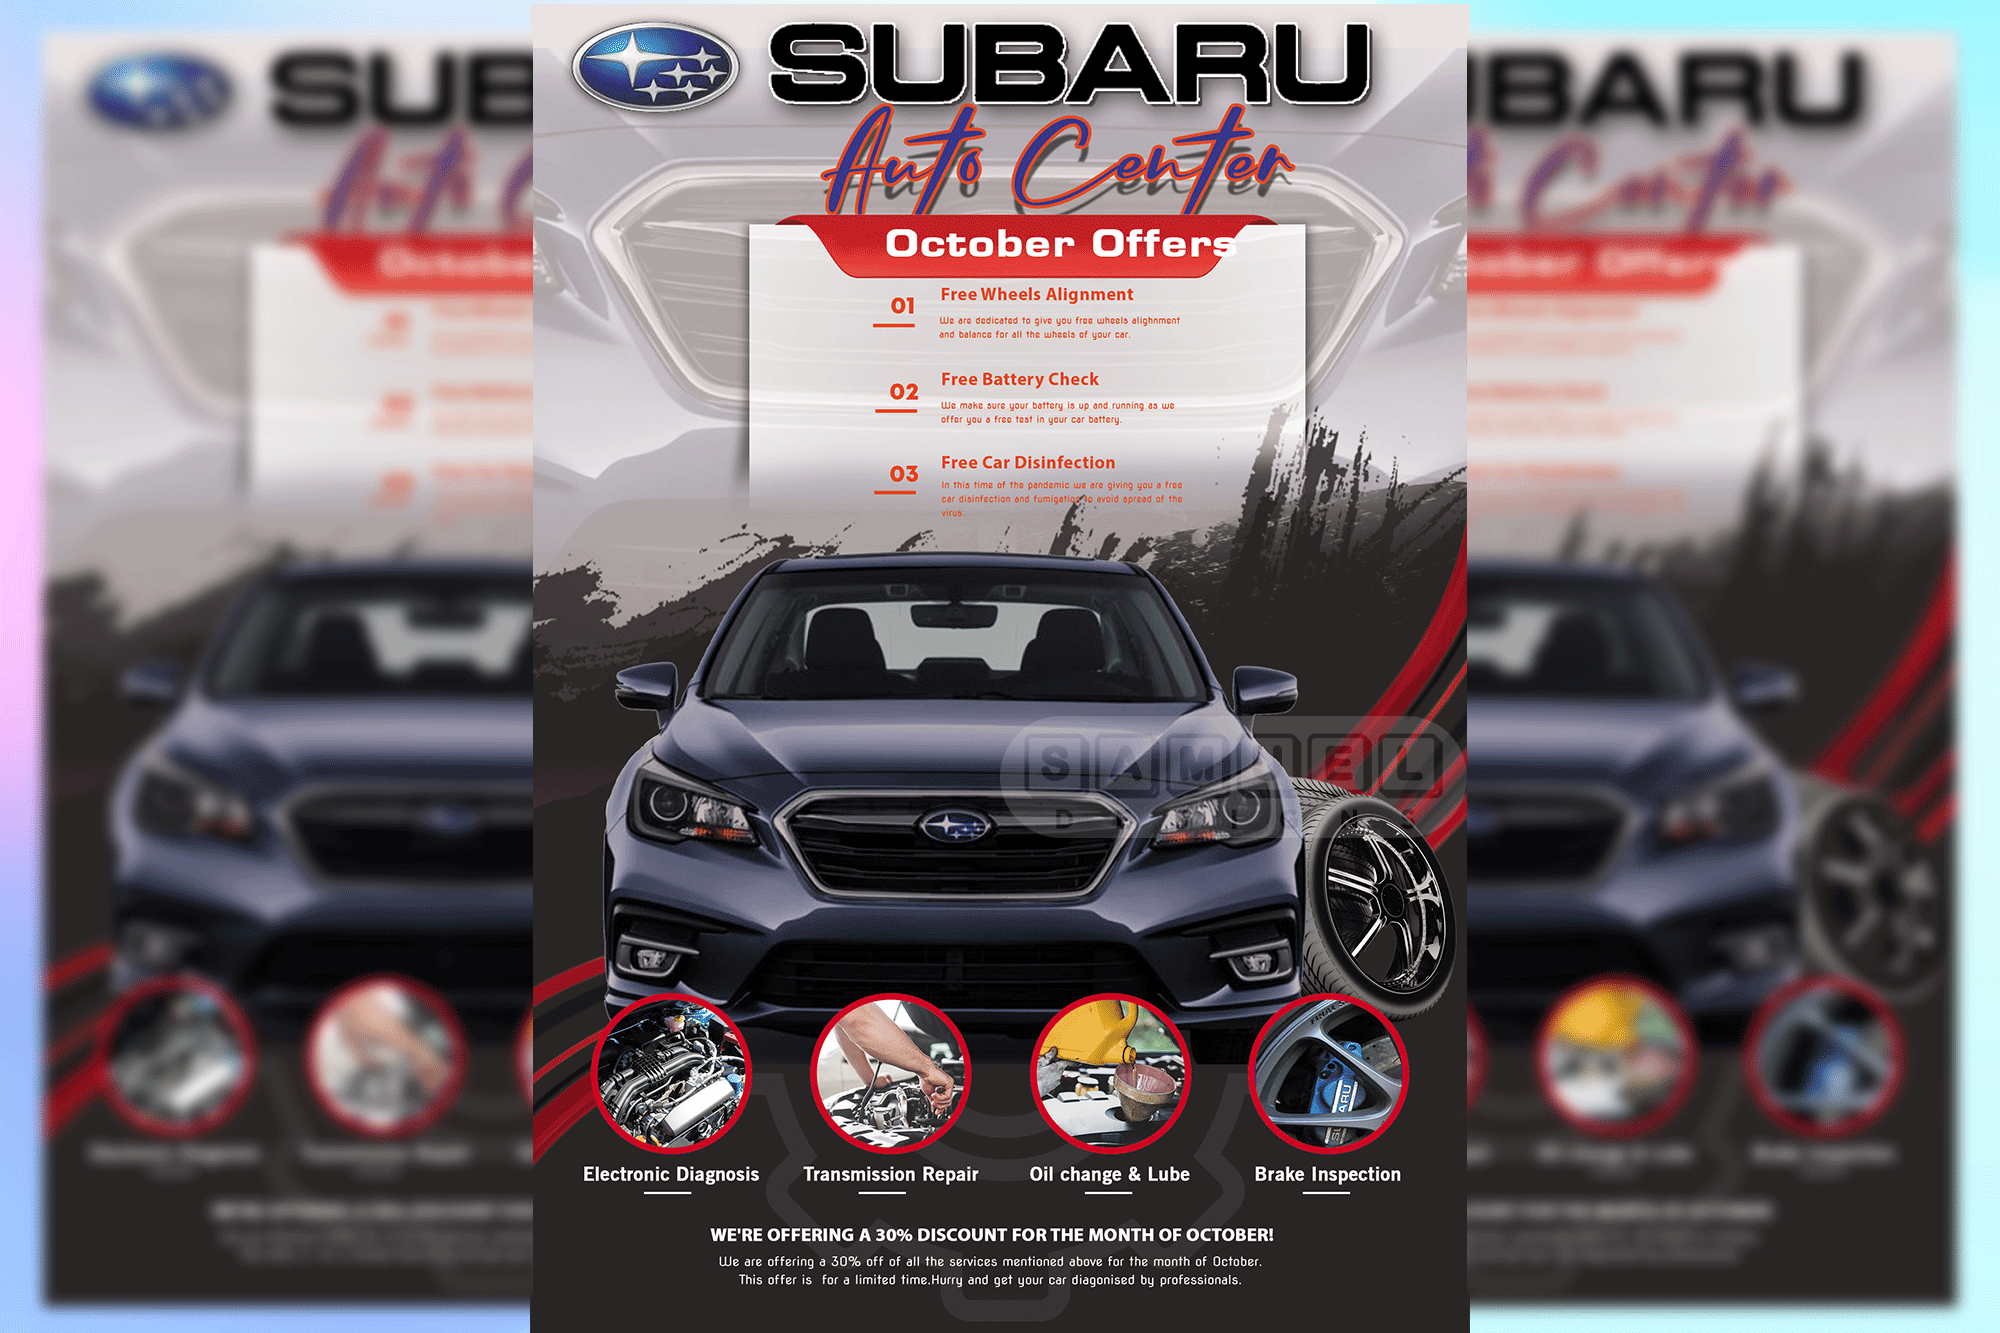 SUBARU
Auto Center
October Offers
01
Free Wheels Alignment
We are dedicated to give you free wheels alighnment
and balance for all the wheels of your car.
02
Free Battery Check
We make sure your battery is up and running as we
offer you a free test in your car battery.
03
Free Car Disinfection
In this time of the pandemic we are giving you a free
car disinfection and fumigation to avoid spread of the
virus.
Electronic Diagnosis
Transmission Repair
Oil change & Lube
Brake Inspection
WE'RE OFFERING A 30% DISCOUNT FOR THE MONTH OF OCTOBER!
We are offering a 30% off of all the services mentioned above for the month of October.
This offer is for a limited time.Hurry and get your car diagonised by professionals.